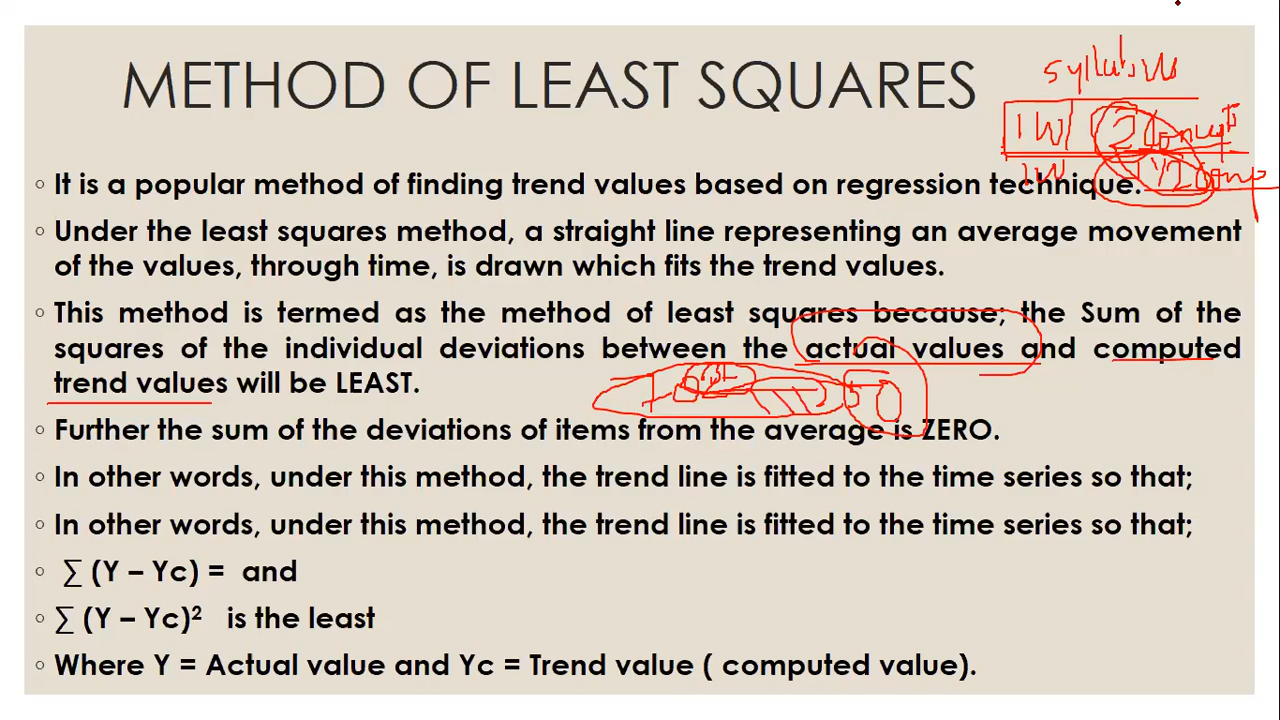 METHOD OF LEAST SQUARES
syllabus
1W 2 concept
1W
◦ It is a popular method of finding trend values based on regression technique.
◦ Under the least squares method, a straight line representing an average movement
of the values, through time, is drawn which fits the trend values.
◦ This method is termed as the method of least squares because; the Sum of the
squares of the individual deviations between the actual values and computed
trend values will be LEAST.
◦ Further the sum of the deviations of items from the average is ZERO.
◦ In other words, under this method, the trend line is fitted to the time series so that;
◦ In other words, under this method, the trend line is fitted to the time series so that;
◦ ∑ (Y – Yc) = and
◦ ∑ (Y – Yc)² is the least
◦ Where Y = Actual value and Yc = Trend value ( computed value).